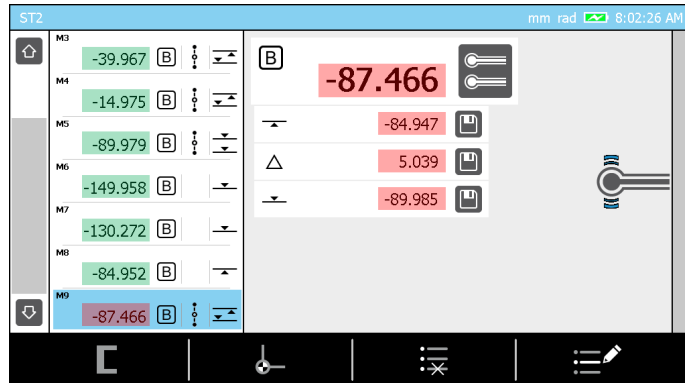 ST2
mm rad 8:02:26 AM
M3
-39.967 B
M4
-14.975 B
M5
-89.979 B
M6
-149.958 B
M7
-130.272 B
M8
-84.952 B
M9
-87.466 B
B
-87.466
-84.947
5.039
-89.985